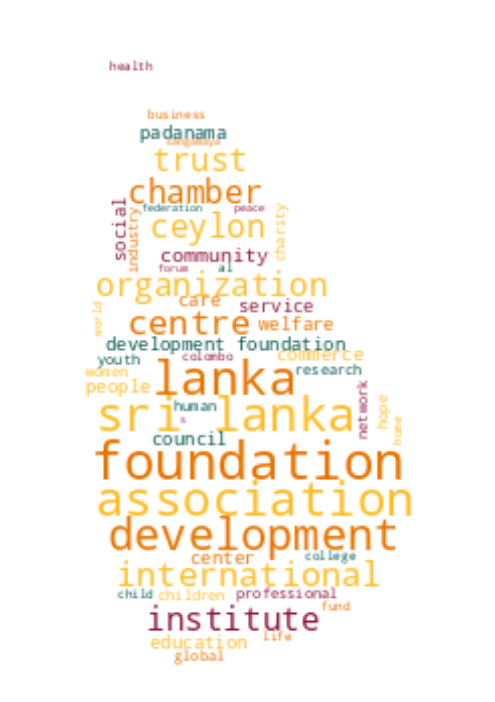 health
business
padanama
sangamaya
trust
chamber
federation
peace
social
industry
ceylon
charity
community
forum
al
organization
care
service
world
centre
welfare
development foundation
youth
colombo
commerce
women
research
people
lanka
network
human
hope
sri lanka
s
home
council
foundation
association
development
center
college
international
child
children
professional
fund
institute
life
education
global